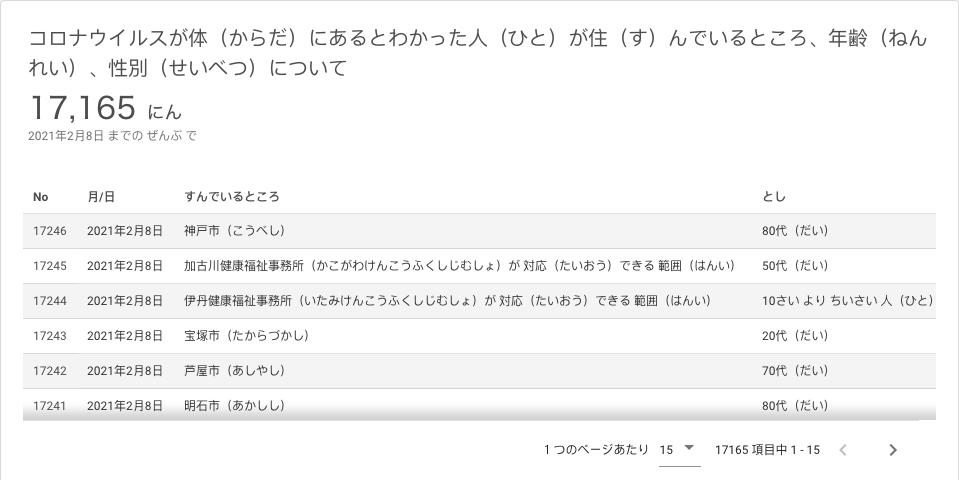 コロナウイルスが体（からだ）にあるとわかった人（ひと）が住（す）んでいるところ、年齢（ねん
れい）、性別（せいべつ）について
17,165 にん
2021年2月8日 までの ぜんぶ で
No 月/日 すんでいるところ とし
17246 2021年2月8日 神戸市（こうべし） 80代（だい）
17245 2021年2月8日 加古川健康福祉事務所（かこがわけんこうふくしじむしょ）が 対応（たいおう）できる 範囲（はんい） 50代（だい）
17244 2021年2月8日 伊丹健康福祉事務所（いたみけんこうふくしじむしょ）が 対応（たいおう）できる 範囲（はんい） 10さい より ちいさい 人（ひと）
17243 2021年2月8日 宝塚市（たからづかし） 20代（だい）
17242 2021年2月8日 芦屋市（あしやし） 70代（だい）
17241 2021年2月8日 明石市（あかしし） 80代（だい）
1 つのページあたり 15 17165 項目中 1 - 15